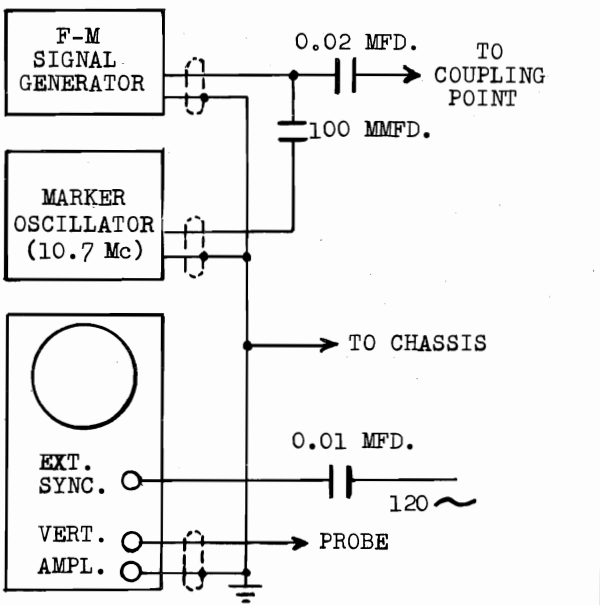 F-M
SIGNAL
GENERATOR
0.02 MFD.
TO
COUPLING
POINT
100 MMFD.
MARKER
OSCILLATOR
(10.7 Mc)
TO CHASSIS
0.01 MFD.
EXT.
SYNC.
120 ~
VERT.
PROBE
AMPL.